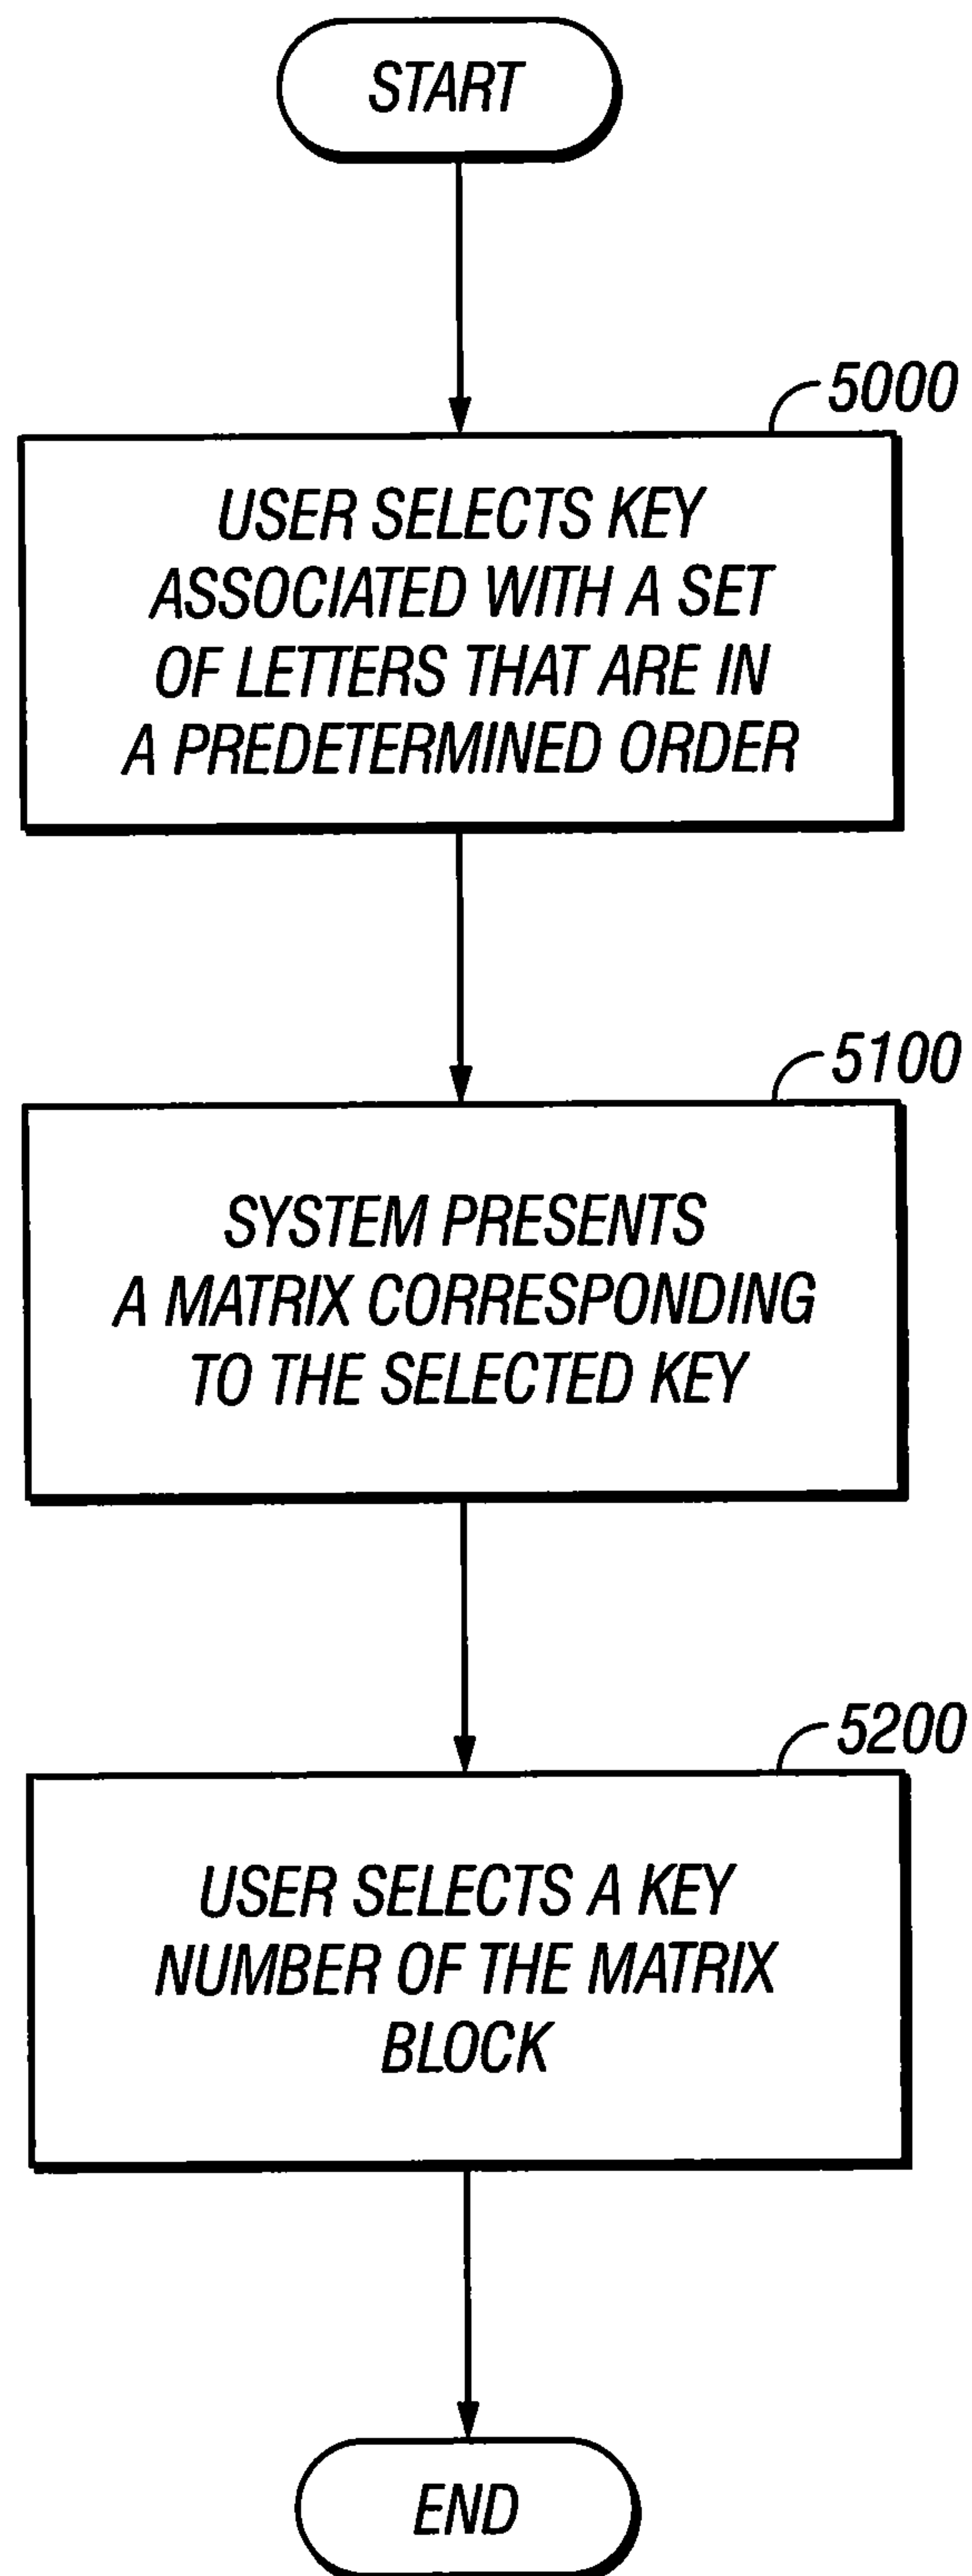 START
5000
USER SELECTS KEY
ASSOCIATED WITH A SET
OF LETTERS THAT ARE IN
A PREDETERMINED ORDER
5100
SYSTEM PRESENTS
A MATRIX CORRESPONDING
TO THE SELECTED KEY
5200
USER SELECTS A KEY
NUMBER OF THE MATRIX
BLOCK
END